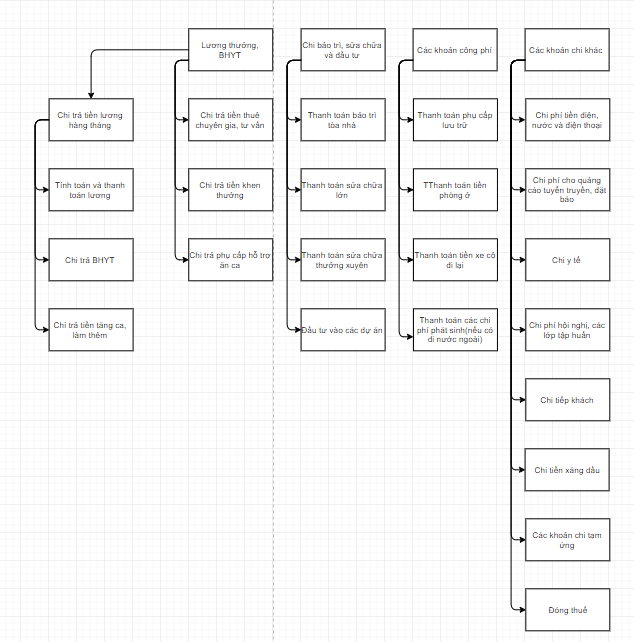 Lương thưởng,
BHYT
Chi trả tiền lương
hàng tháng
Tính toán và thanh
toán lương
Chi trả BHYT
Chi trả tiền tăng ca,
làm thêm
Chi trả tiền thuê
chuyên gia, tư vấn
Chi trả tiền khen
thưởng
Chi trả phụ cấp hỗ trợ
ăn ca
Chi bảo trì, sữa chữa
và đầu tư
Thanh toán bảo trì
tòa nhà
Thanh toán sửa chữa
lớn
Thanh toán sửa chữa
thường xuyên
Đầu tư vào các dự án
Các khoản công phí
Thanh toán phụ cấp
lưu trữ
TThanh toán tiền
phòng ở
Thanh toán tiền xe cộ
đi lại
Thanh toán các chi
phí phát sinh(nếu có
đi nước ngoài)
Các khoản chi khác
Chi phí tiền điện,
nước và điện thoại
Chi phí cho quảng
cáo tuyển truyền, đặt
báo
Chi y tế
Chi phí hội nghị, các
lớp tập huấn
Chi tiếp khách
Chi tiền xăng dầu
Các khoản chi tạm
ứng
Đóng thuế